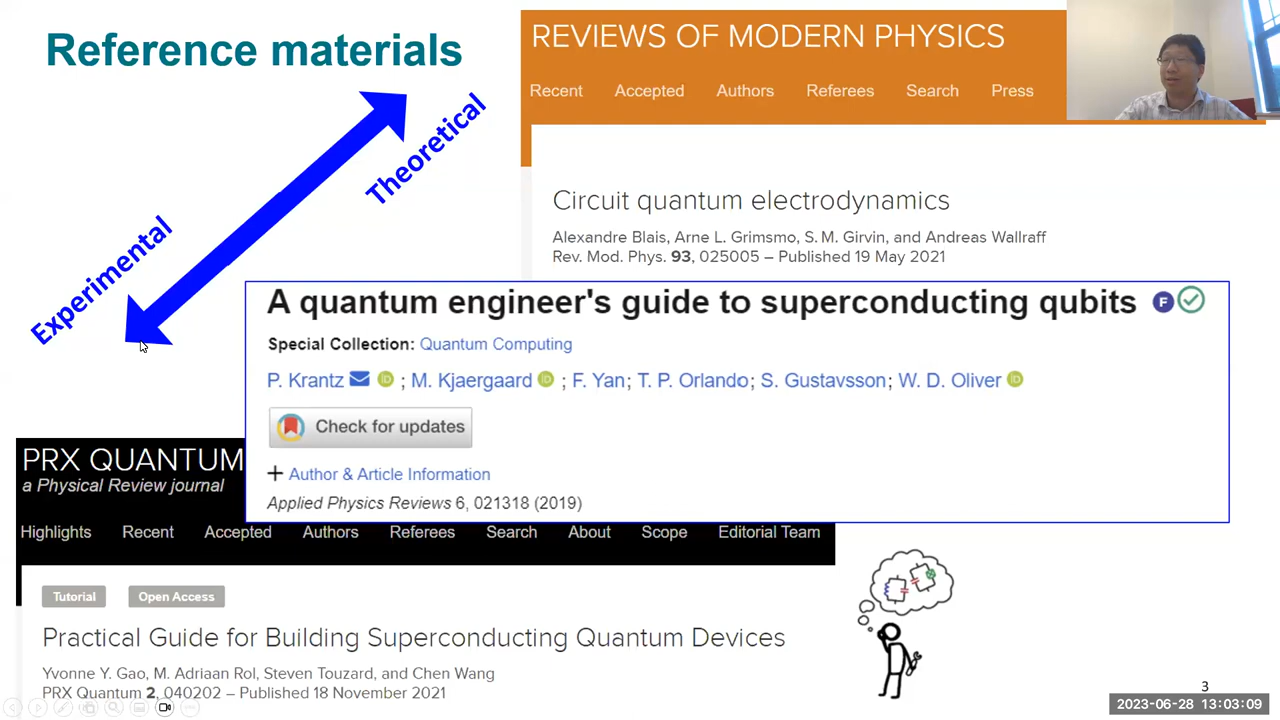 Reference materials
Theoretical
Experimental
REVIEWS OF MODERN PHYSICS
Recent Accepted Authors Referees Search Press
Circuit quantum electrodynamics
Alexandre Blais, Arne L. Grimsmo, S. M. Girvin, and Andreas Wallraff
Rev. Mod. Phys. 93, 025005 – Published 19 May 2021
A quantum engineer's guide to superconducting qubits F
Special Collection: Quantum Computing
P. Krantz iD ; M. Kjaergaard iD ; F. Yan; T. P. Orlando; S. Gustavsson; W. D. Oliver iD
Check for updates
+ Author & Article Information
Applied Physics Reviews 6, 021318 (2019)
PRX QUANTUM
a Physical Review journal
Highlights Recent Accepted Authors Referees Search About Scope Editorial Team
Tutorial Open Access
Practical Guide for Building Superconducting Quantum Devices
Yvonne Y. Gao, M. Adriaan Rol, Steven Touzard, and Chen Wang
PRX Quantum 2, 040202 – Published 18 November 2021
3
2023-06-28 13:03:09